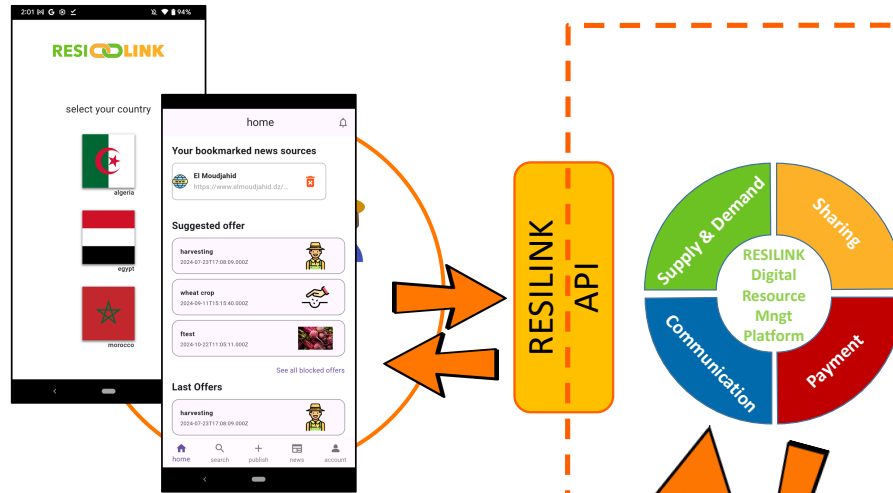 2:01
94%
RESILINK
select your country
algeria
egypt
morocco
home
Your bookmarked news sources
El Moudjahid
https://www.elmoudjahid.dz/...
Suggested offer
harvesting
2024-07-23T17:08:09.000Z
wheat crop
2024-09-11T15:15:40.000Z
ftest
2024-10-22T11:05:11.000Z
See all blocked offers
Last Offers
harvesting
2024-07-23T17:08:09.000Z
home
search
publish
news
account
RESILINK
API
Supply & Demand
Sharing
RESILINK
Digital
Resource
Mngt
Platform
Communication
Payment